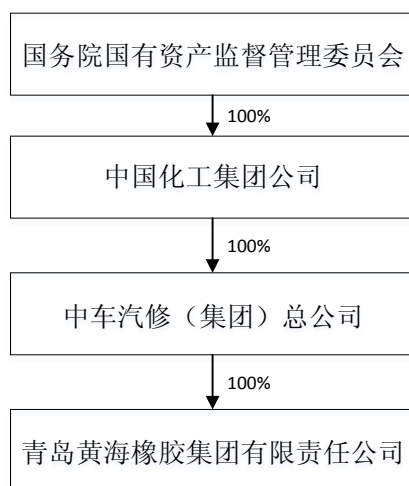 国务院国有资产监督管理委员会
100%
中国化工集团公司
100%
中车汽修（集团）总公司
100%
青岛黄海橡胶集团有限责任公司